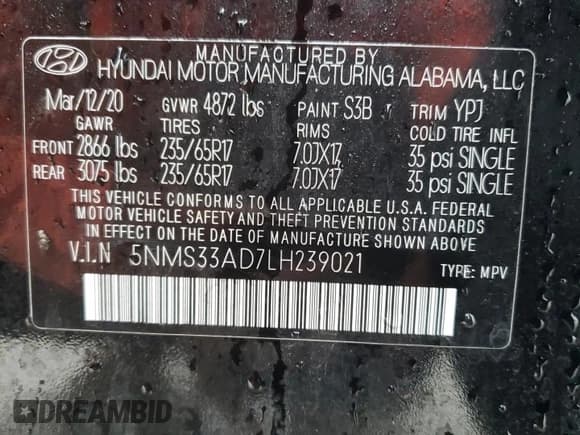 MANUFACTURED BY
HYUNDAI MOTOR MANUFACTURING ALABAMA, LLC
Mar/12/20 GVWR 4872 lbs PAINT S3B TRIM YPJ
GAWR TIRES RIMS COLD TIRE INFL
FRONT 2866 lbs 235/65R17 7.0JX17 35 psi SINGLE
REAR 3075 lbs 235/65R17 7.0JX17 35 psi SINGLE
THIS VEHICLE CONFORMS TO ALL APPLICABLE U.S.A. FEDERAL
MOTOR VEHICLE SAFETY AND THEFT PREVENTION STANDARDS
IN EFFECT ON THE DATE OF MANUFACTURE SHOWN ABOVE.
V.I.N 5NMS33AD7LH239021 TYPE: MPV
DREAMBID